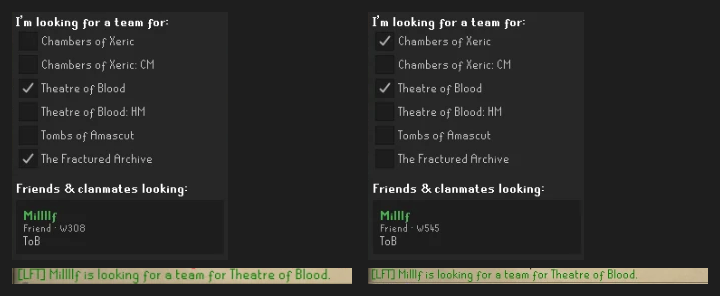 I'm looking for a team for:
Chambers of Xeric
Chambers of Xeric: CM
Theatre of Blood
Theatre of Blood: HM
Tombs of Amascut
The Fractured Archive
Friends & clanmates looking:
Millllf
Friend · W308
ToB
[LFT] Millllf is looking for a team for Theatre of Blood.
I'm looking for a team for:
Chambers of Xeric
Chambers of Xeric: CM
Theatre of Blood
Theatre of Blood: HM
Tombs of Amascut
The Fractured Archive
Friends & clanmates looking:
Millllf
Friend · W545
ToB
[LFT] Millllf is looking for a team for Theatre of Blood.